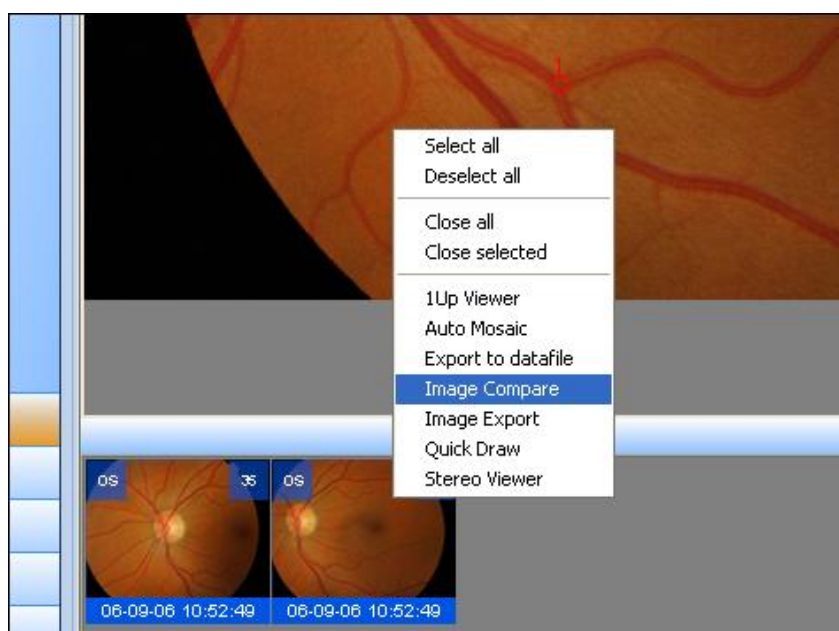 Select all
Deselect all
Close all
Close selected
1Up Viewer
Auto Mosaic
Export to datafile
Image Compare
Image Export
Quick Draw
Stereo Viewer
OS 35 OS
06-09-06 10:52:49 06-09-06 10:52:49